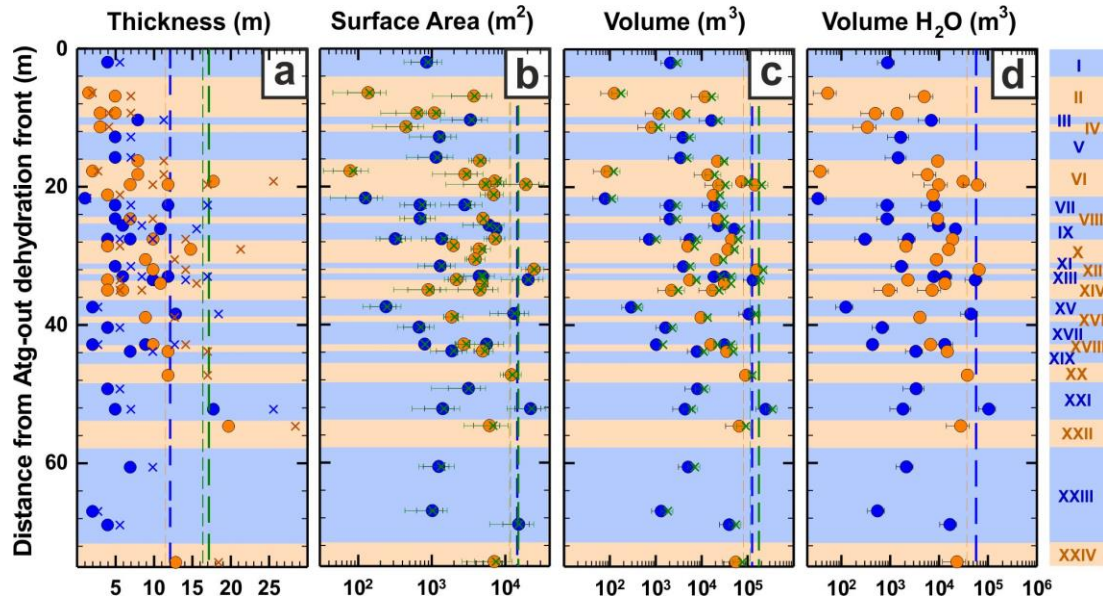 Thickness (m)
Surface Area (m²)
Volume (m³)
Volume H₂O (m³)
Distance from Atg-out dehydration front (m)
0
20
40
60
a
b
c
d
I
II
III
IV
V
VI
VII
VIII
IX
X
XI
XII
XIII
XIV
XV
XVI
XVII
XVIII
XIX
XX
XXI
XXII
XXIII
XXIV
5 10 15 20 25 30
10² 10³ 10⁴
10² 10³ 10⁴ 10⁵
10² 10³ 10⁴ 10⁵ 10⁶